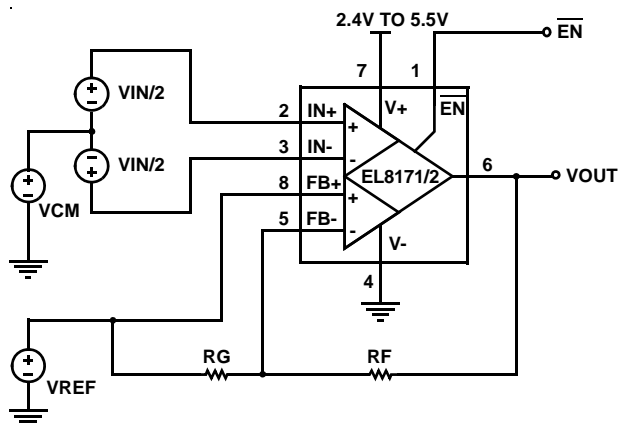 2.4V TO 5.5V
EN
7
1
VIN/2
2
IN+
V+
EN
+
-
+
-
3
IN-
-
+
VIN/2
EL8171/2
6
VOUT
8
FB+
+
-
+
-
VCM
5
FB-
V-
4
RG
RF
+
-
VREF